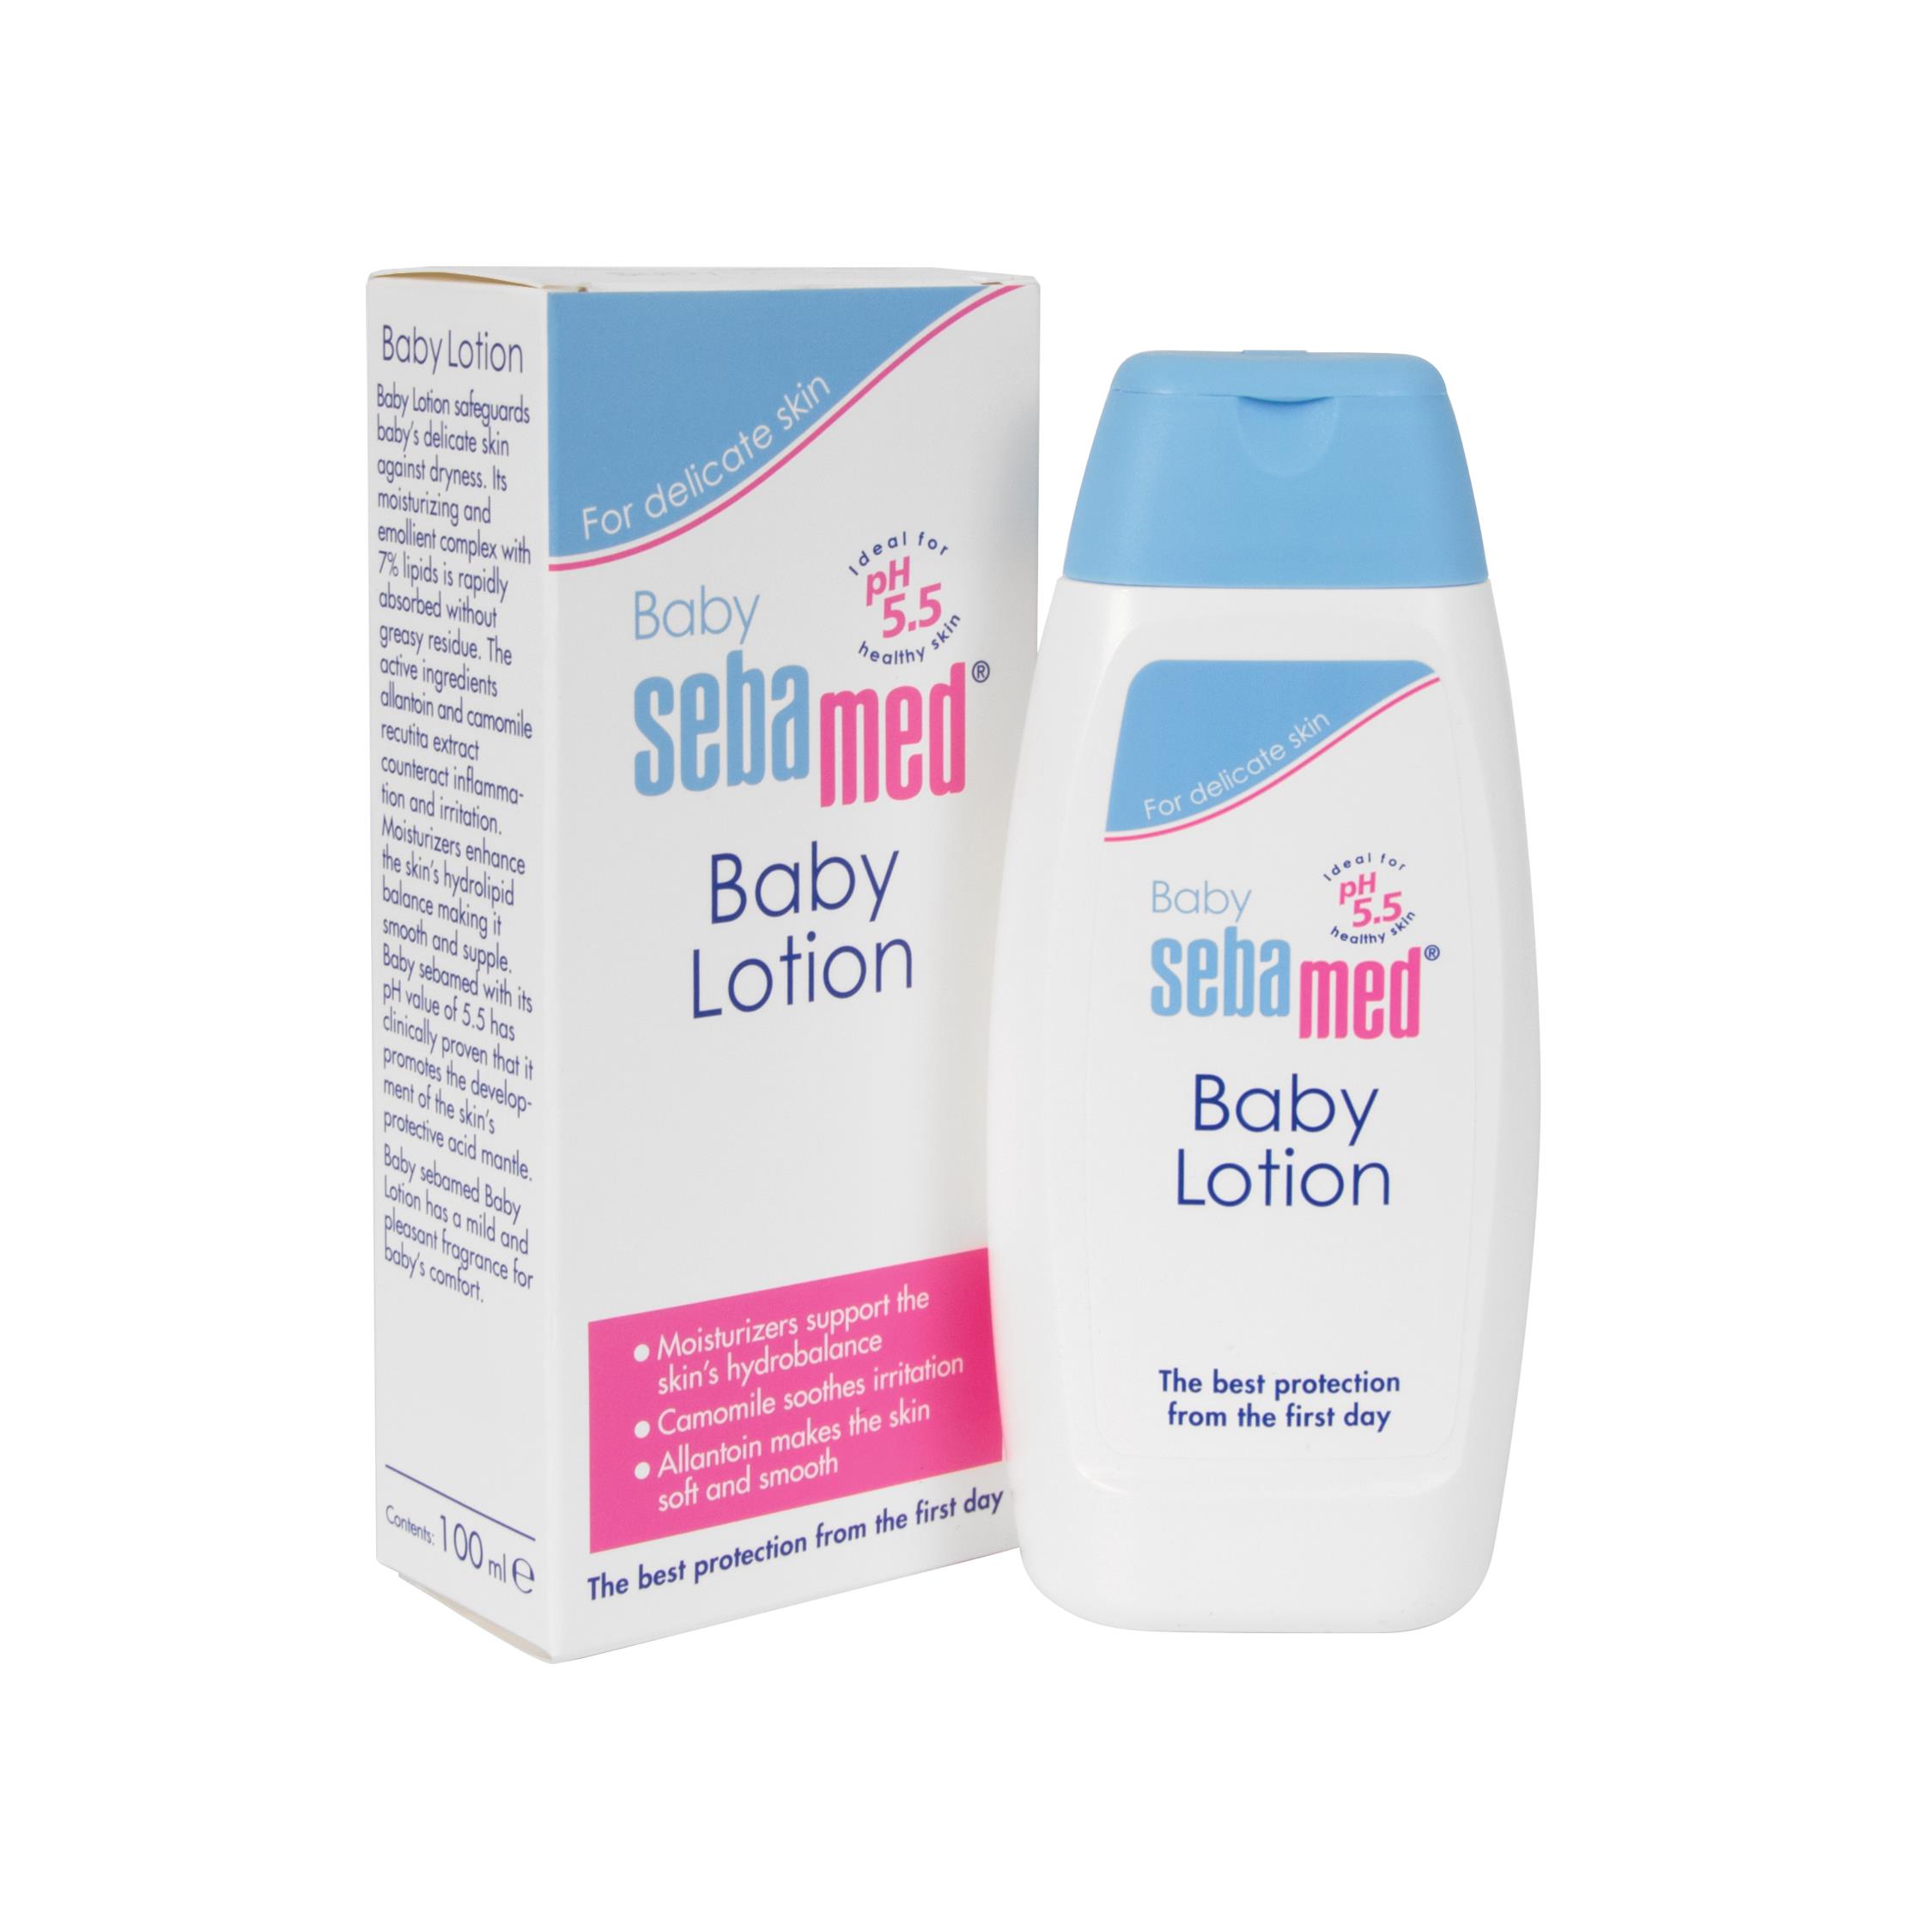 Baby Lotion
Baby Lotion safeguards
baby's delicate skin
against dryness. Its
moisturizing and
emollient complex with
7% lipids is rapidly
absorbed without
greasy residue. The
active ingredients
allantoin and camomile
recutita extract
counteract inflamma-
tion and irritation.
Moisturizers enhance
the skin's hydrolipid
balance making it
smooth and supple.
Baby sebamed with its
pH value of 5.5 has
clinically proven that it
promotes the develop-
ment of the skin's
protective acid mantle.
Baby sebamed Baby
Lotion has a mild and
pleasant fragrance for
baby's comfort.
Contents: 100 ml ℮
For delicate skin
Ideal for
pH
5.5
healthy skin
Baby
sebamed®
Baby
Lotion
• Moisturizers support the
skin's hydrobalance
• Camomile soothes irritation
• Allantoin makes the skin
soft and smooth
The best protection from the first day
For delicate skin
Ideal for
pH
5.5
healthy skin
Baby
sebamed®
Baby
Lotion
The best protection
from the first day